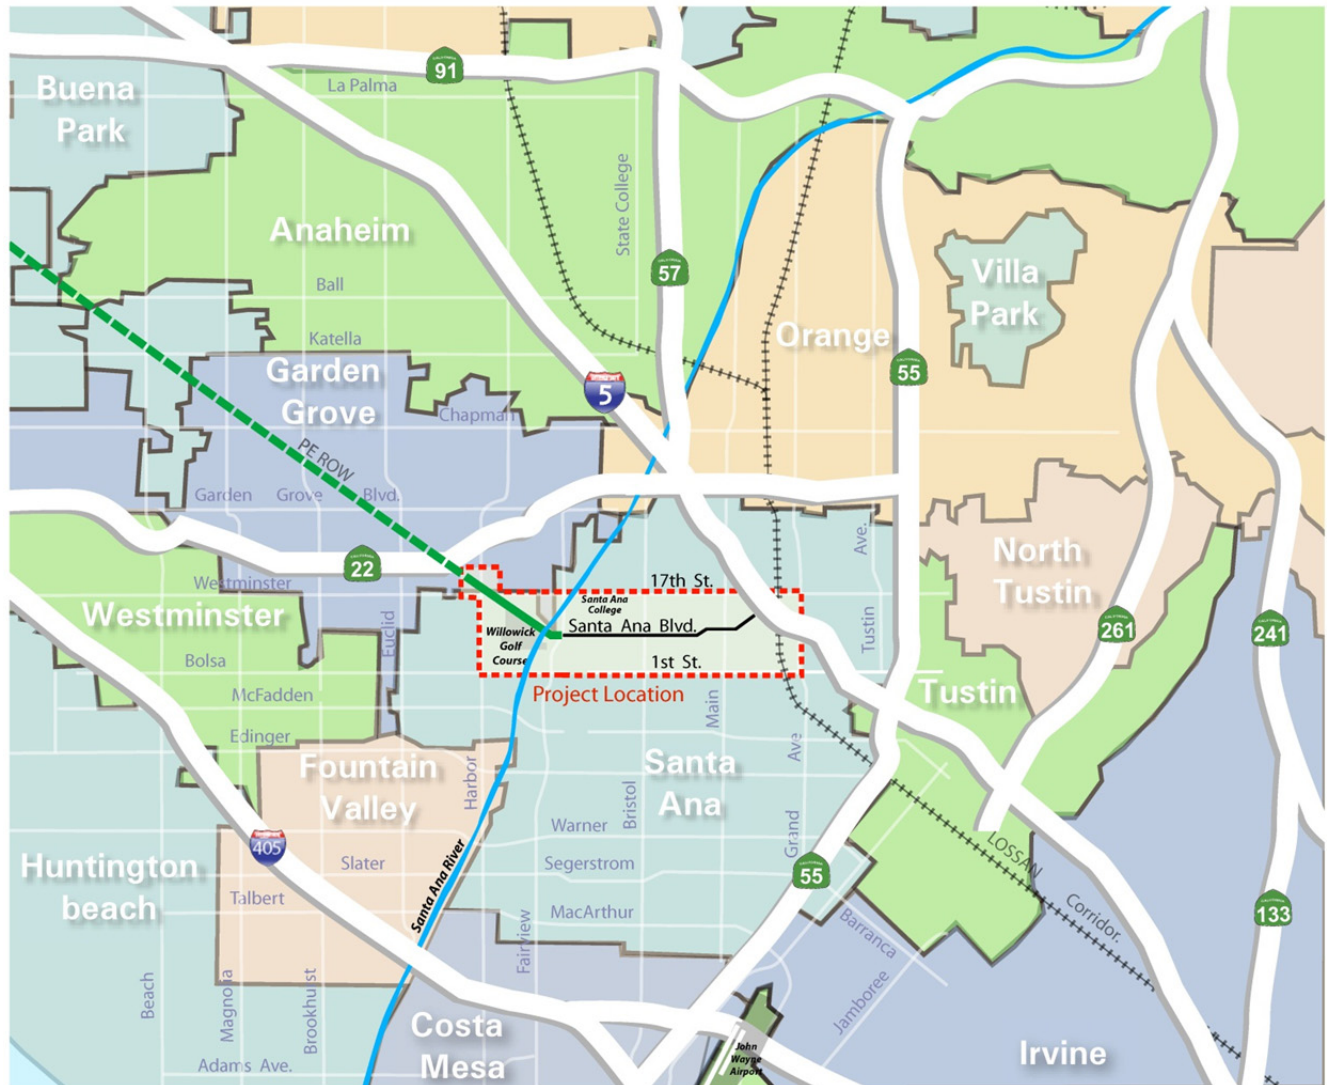 91
La Palma
Buena
Park
State College
Anaheim
57
Ball
Villa
Park
Orange
Katella
Garden
Grove
55
5
Chapman
PE ROW
Garden Grove Blvd.
Ave.
22
North
Tustin
Westminster
17th St.
Santa Ana
College
Westminster
Santa Ana Blvd.
Willowick
Golf
Course
Euclid
Tustin
261
241
Bolsa
1st St.
McFadden
Project Location
Main
Tustin
Edinger
Ave
Fountain
Valley
Harbor
Santa
Ana
Bristol
Warner
Grand
405
Slater
Segerstrom
LOSSAN Corridor.
Huntington
beach
55
Talbert
Santa Ana River
MacArthur
133
Fairview
Barranca
Beach
Magnolia
Brookhuist
Jamboree
Costa
Mesa
John
Wayne
Airport
Irvine
Adams Ave.